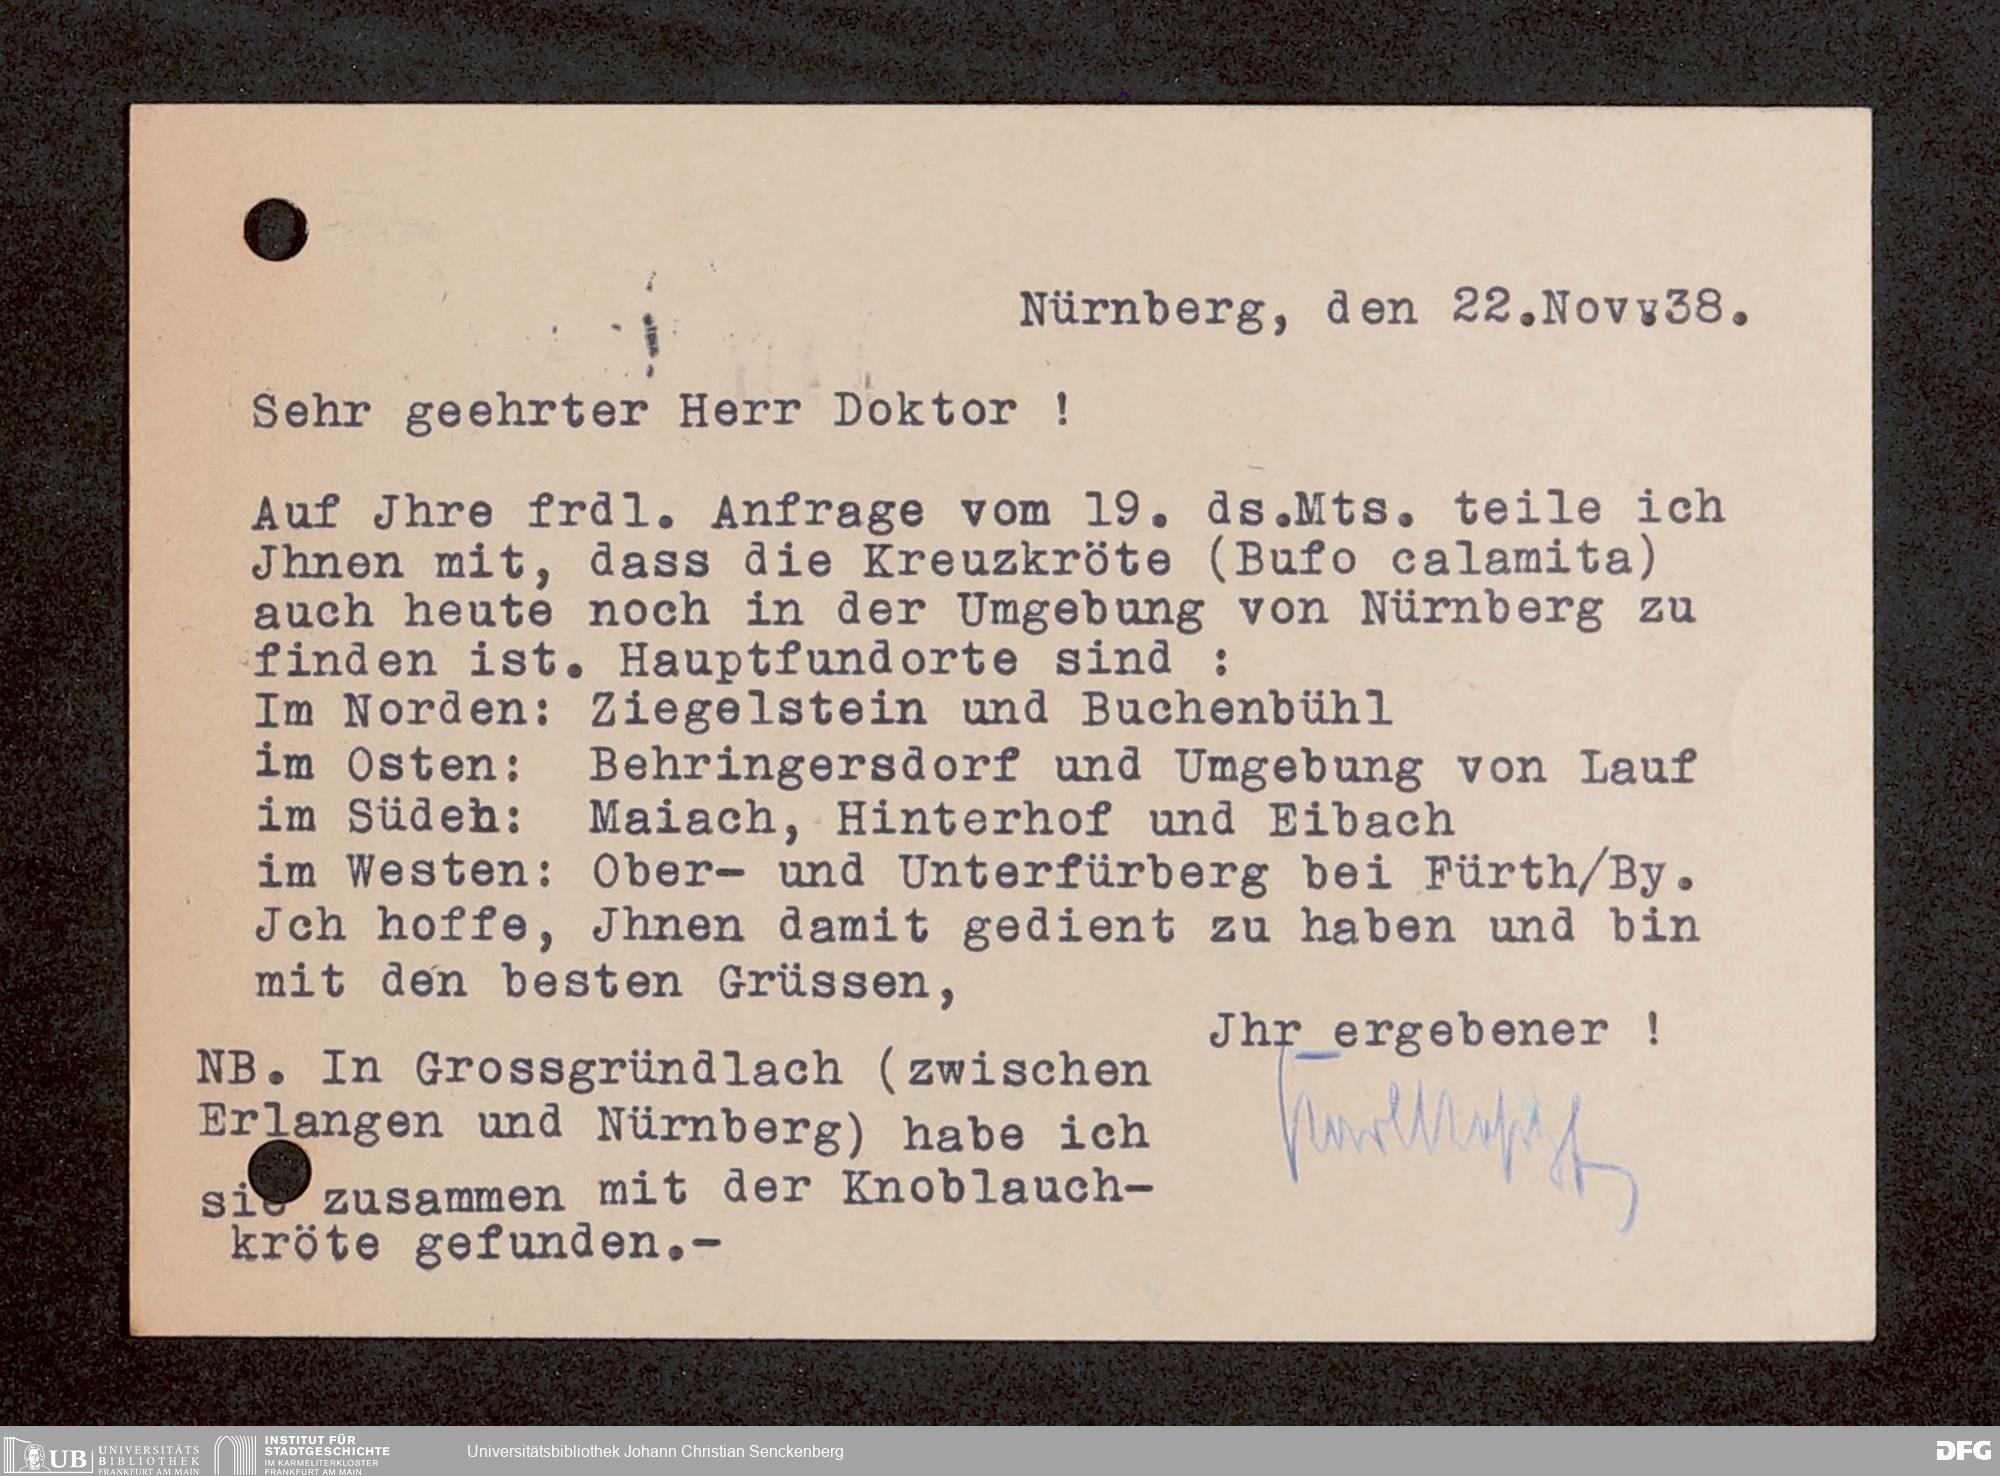 Nürnberg, den 22.Nov.38.
Sehr geehrter Herr Doktor !
Auf Jhre frdl. Anfrage vom 19. ds.Mts. teile ich
Jhnen mit, dass die Kreuzkröte (Bufo calamita)
auch heute noch in der Umgebung von Nürnberg zu
finden ist. Hauptfundorte sind :
Im Norden: Ziegelstein und Buchenbühl
im Osten: Behringersdorf und Umgebung von Lauf
im Süden: Maiach, Hinterhof und Eibach
im Westen: Ober- und Unterfürberg bei Fürth/By.
Jch hoffe, Jhnen damit gedient zu haben und bin
mit den besten Grüssen,
Jhr ergebener !
NB. In Grossgründlach (zwischen
Erlangen und Nürnberg) habe ich
sie zusammen mit der Knoblauch-
kröte gefunden.-
UB UNIVERSITÄTS
BIBLIOTHEK
FRANKFURT AM MAIN
INSTITUT FÜR
STADTGESCHICHTE
IM KARMELITERKLOSTER
FRANKFURT AM MAIN
Universitätsbibliothek Johann Christian Senckenberg
DFG